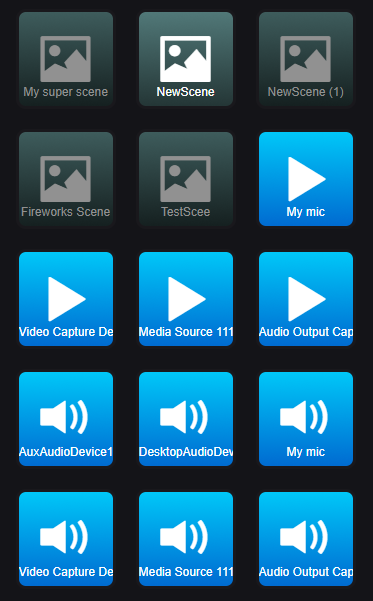 My super scene
NewScene
NewScene (1)
Fireworks Scene
TestScee
My mic
Video Capture De
Media Source 111
Audio Output Cap
AuxAudioDevice1
DesktopAudioDev
My mic
Video Capture De
Media Source 111
Audio Output Cap